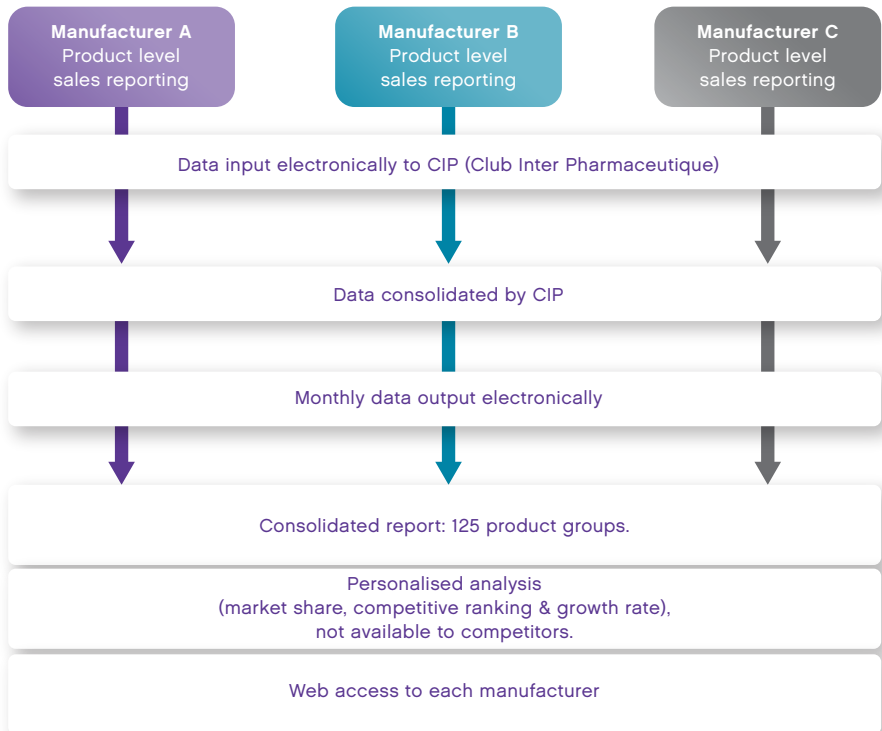 Manufacturer A
Product level
sales reporting
Manufacturer B
Product level
sales reporting
Manufacturer C
Product level
sales reporting
Data input electronically to CIP (Club Inter Pharmaceutique)
Data consolidated by CIP
Monthly data output electronically
Consolidated report: 125 product groups.
Personalised analysis
(market share, competitive ranking & growth rate),
not available to competitors.
Web access to each manufacturer